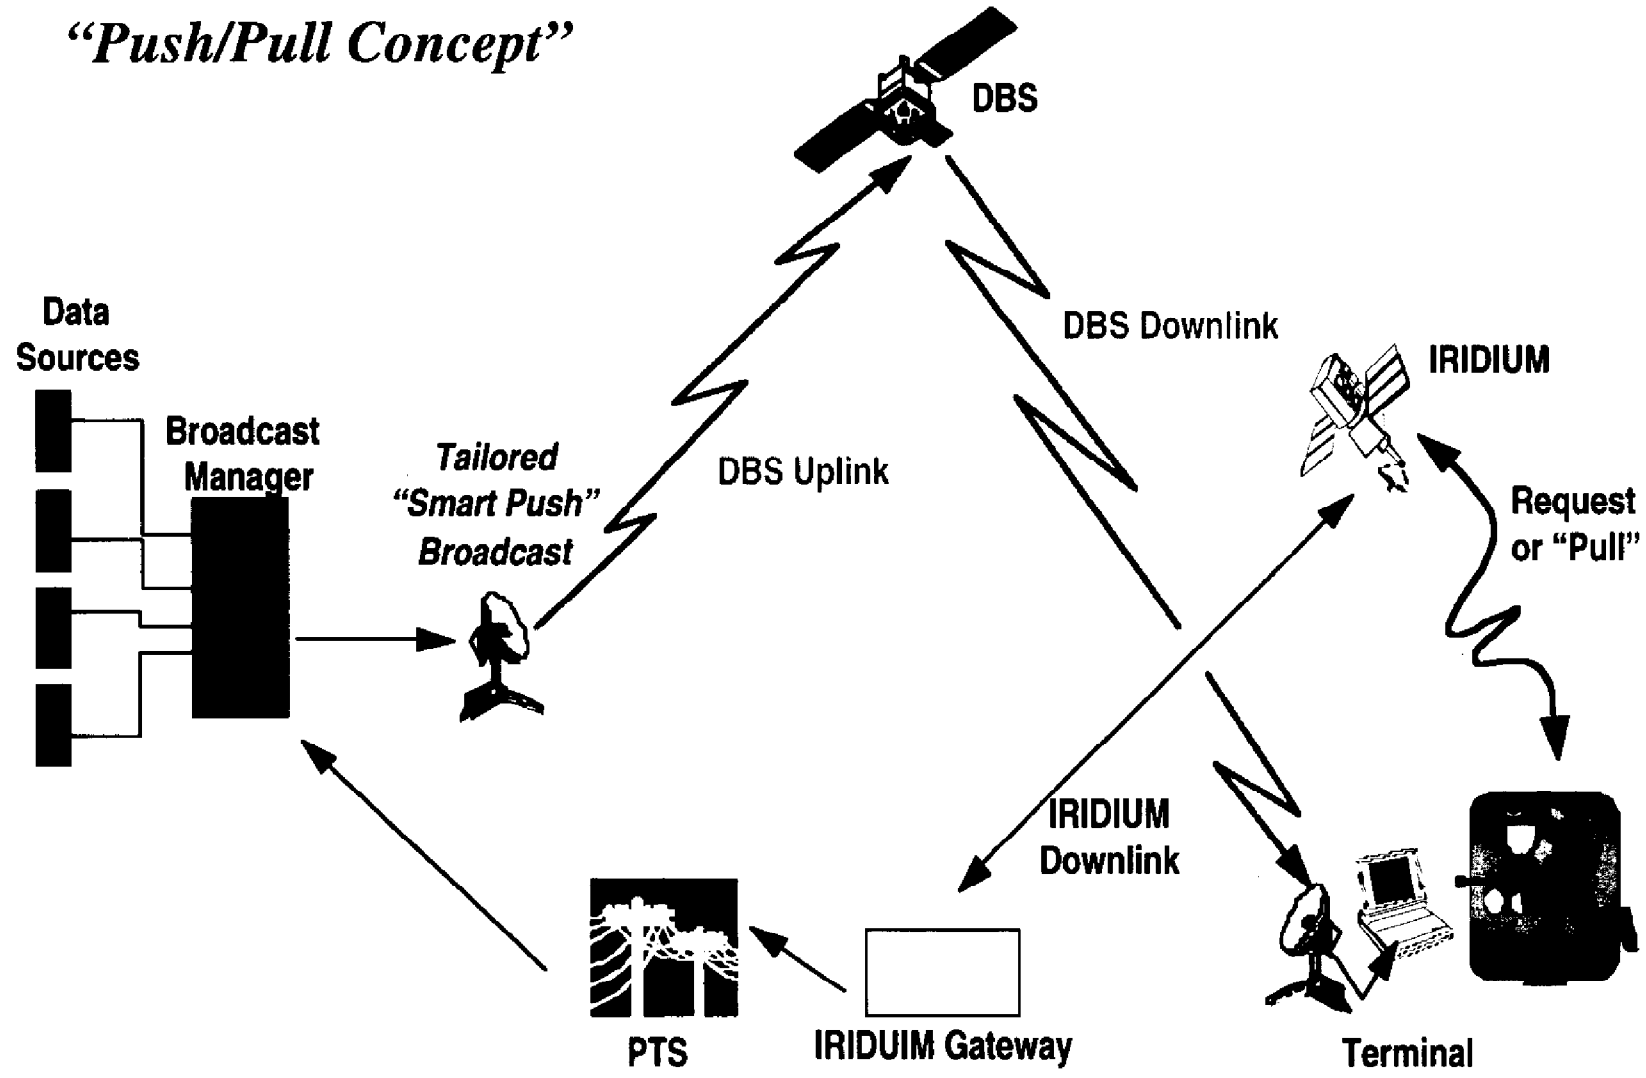 “Push/Pull Concept”
DBS
Data
Sources
DBS Downlink
IRIDIUM
Broadcast
Manager
Tailored
“Smart Push”
Broadcast
DBS Uplink
Request
or “Pull”
IRIDIUM
Downlink
PTS
IRIDUIM Gateway
Terminal